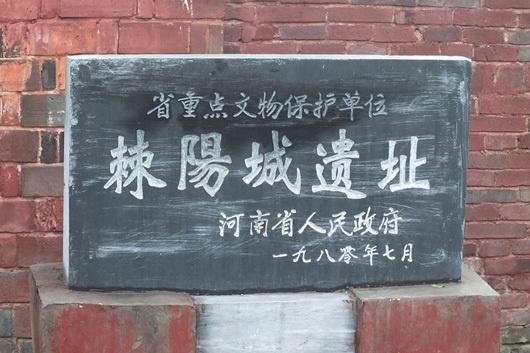 省重点文物保护单位
棘陽城遗址
河南省人民政府
一九八零年七月